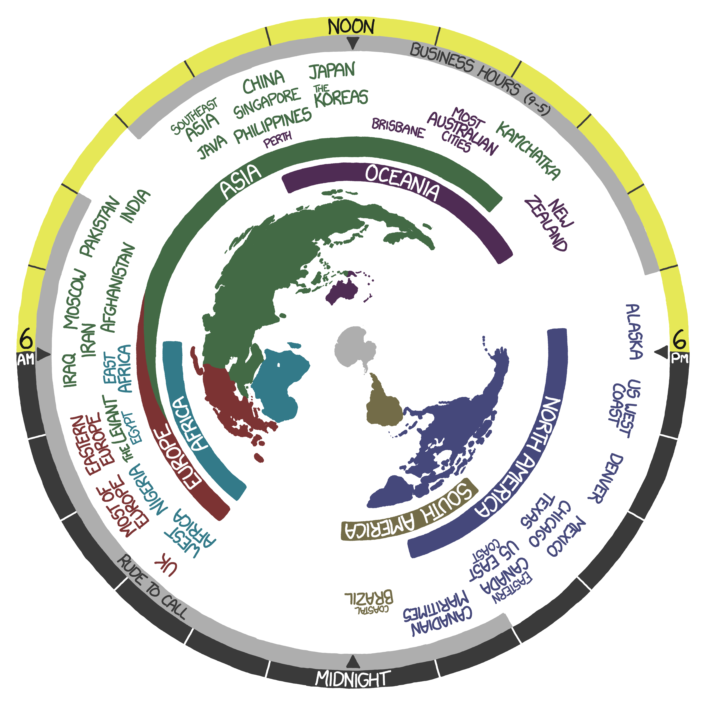 NOON
BUSINESS HOURS (9-5)
JAPAN
CHINA
THE
KOREAS
SINGAPORE
SOUTHEAST
ASIA
PHILIPPINES
JAVA
PERTH
BRISBANE
MOST
AUSTRALIAN
CITIES
KAMCHATKA
NEW
ZEALAND
ASIA
OCEANIA
INDIA
PAKISTAN
AFGHANISTAN
MOSCOW
IRAN
IRAQ
6
AM
6
PM
ALASKA
US WEST
COAST
DENVER
MEXICO
CHICAGO
TEXAS
US EAST
COAST
EASTERN
CANADA
CANADIAN
MARITIMES
COASTAL
BRAZIL
NORTH AMERICA
SOUTH AMERICA
AFRICA
EUROPE
EAST
AFRICA
EASTERN
EUROPE
THE LEVANT
EGYPT
MOST OF
EUROPE
NIGERIA
WEST
AFRICA
UK
RUDE TO CALL
MIDNIGHT